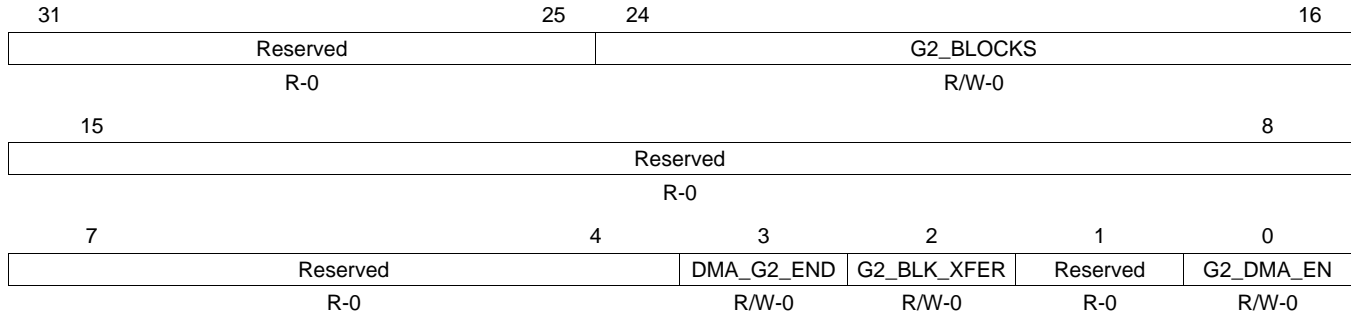 31 25 24 16
Reserved G2_BLOCKS
R-0 R/W-0
15 8
Reserved
R-0
7 4 3 2 1 0
Reserved DMA_G2_END G2_BLK_XFER Reserved G2_DMA_EN
R-0 R/W-0 R/W-0 R-0 R/W-0